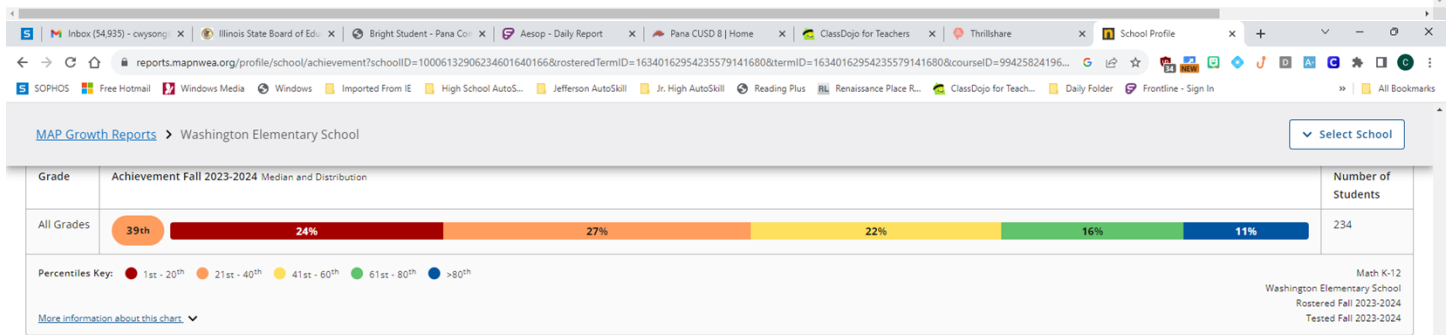 Inbox (54,935) - cwysong
Illinois State Board of Edu
Bright Student - Pana Con
Aesop - Daily Report
Pana CUSD 8 | Home
ClassDojo for Teachers
Thrillshare
School Profile
reports.mapnwea.org/profile/school/achievement?schoolID=10006132906234601640166&rosteredTermID=16340162954235579141680&termID=16340162954235579141680&courseID=99425824196...
SOPHOS
Free Hotmail
Windows Media
Windows
Imported From IE
High School AutoS...
Jefferson AutoSkill
Jr. High AutoSkill
Reading Plus
RL Renaissance Place R...
ClassDojo for Teach...
Daily Folder
Frontline - Sign In
»
All Bookmarks
MAP Growth Reports > Washington Elementary School
Select School
Grade
Achievement Fall 2023-2024 Median and Distribution
Number of
Students
All Grades
39th
24%
27%
22%
16%
11%
234
Percentiles Key: 1st - 20th 21st - 40th 41st - 60th 61st - 80th >80th
Math K-12
Washington Elementary School
Rostered Fall 2023-2024
Tested Fall 2023-2024
More information about this chart